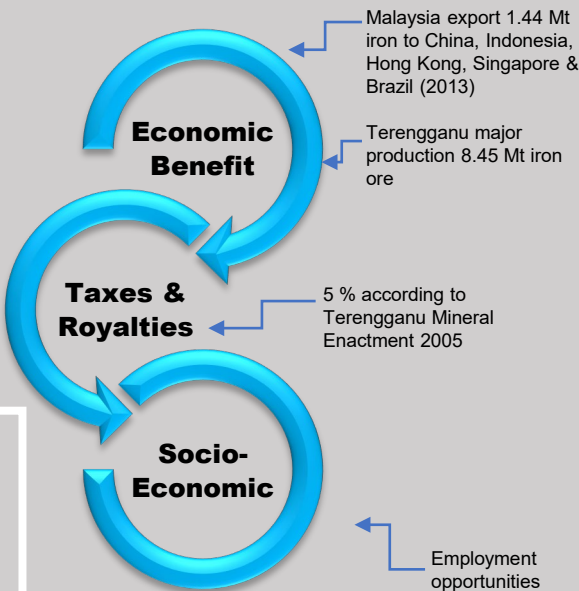 Malaysia export 1.44 Mt
iron to China, Indonesia,
Hong Kong, Singapore &
Brazil (2013)
Economic
Benefit
Terengganu major
production 8.45 Mt iron
ore
Taxes &
Royalties
5 % according to
Terengganu Mineral
Enactment 2005
Socio-
Economic
Employment
opportunities